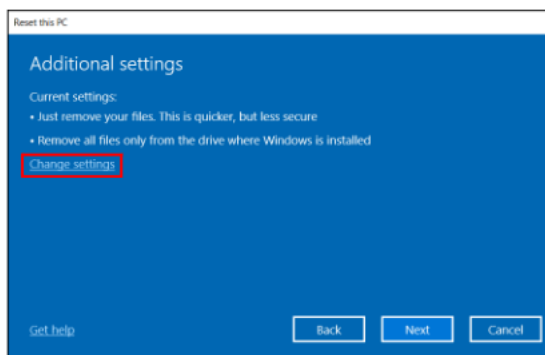 Reset this PC
Additional settings
Current settings:
• Just remove your files. This is quicker, but less secure
• Remove all files only from the drive where Windows is installed
Change settings
Get help
Back
Next
Cancel